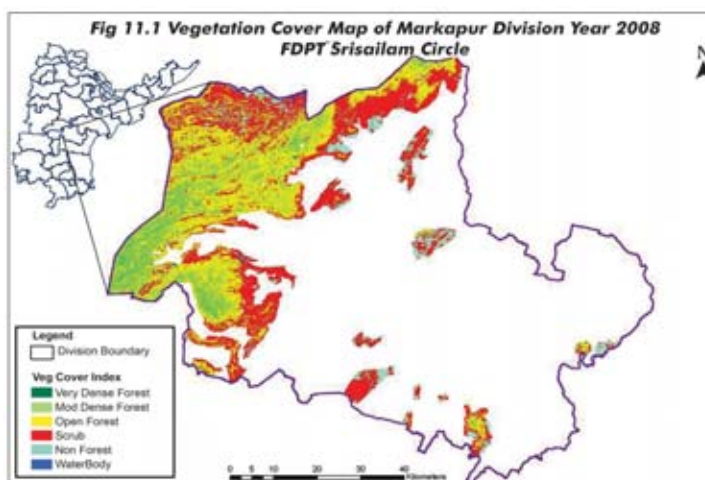 Fig 11.1 Vegetation Cover Map of Markapur Division Year 2008
FDPT Srisailam Circle
N
Legend
Division Boundary
Veg Cover Index
Very Dense Forest
Mod Dense Forest
Open Forest
Scrub
Non Forest
WaterBody
0 5 10 20 30 40
Kilometers